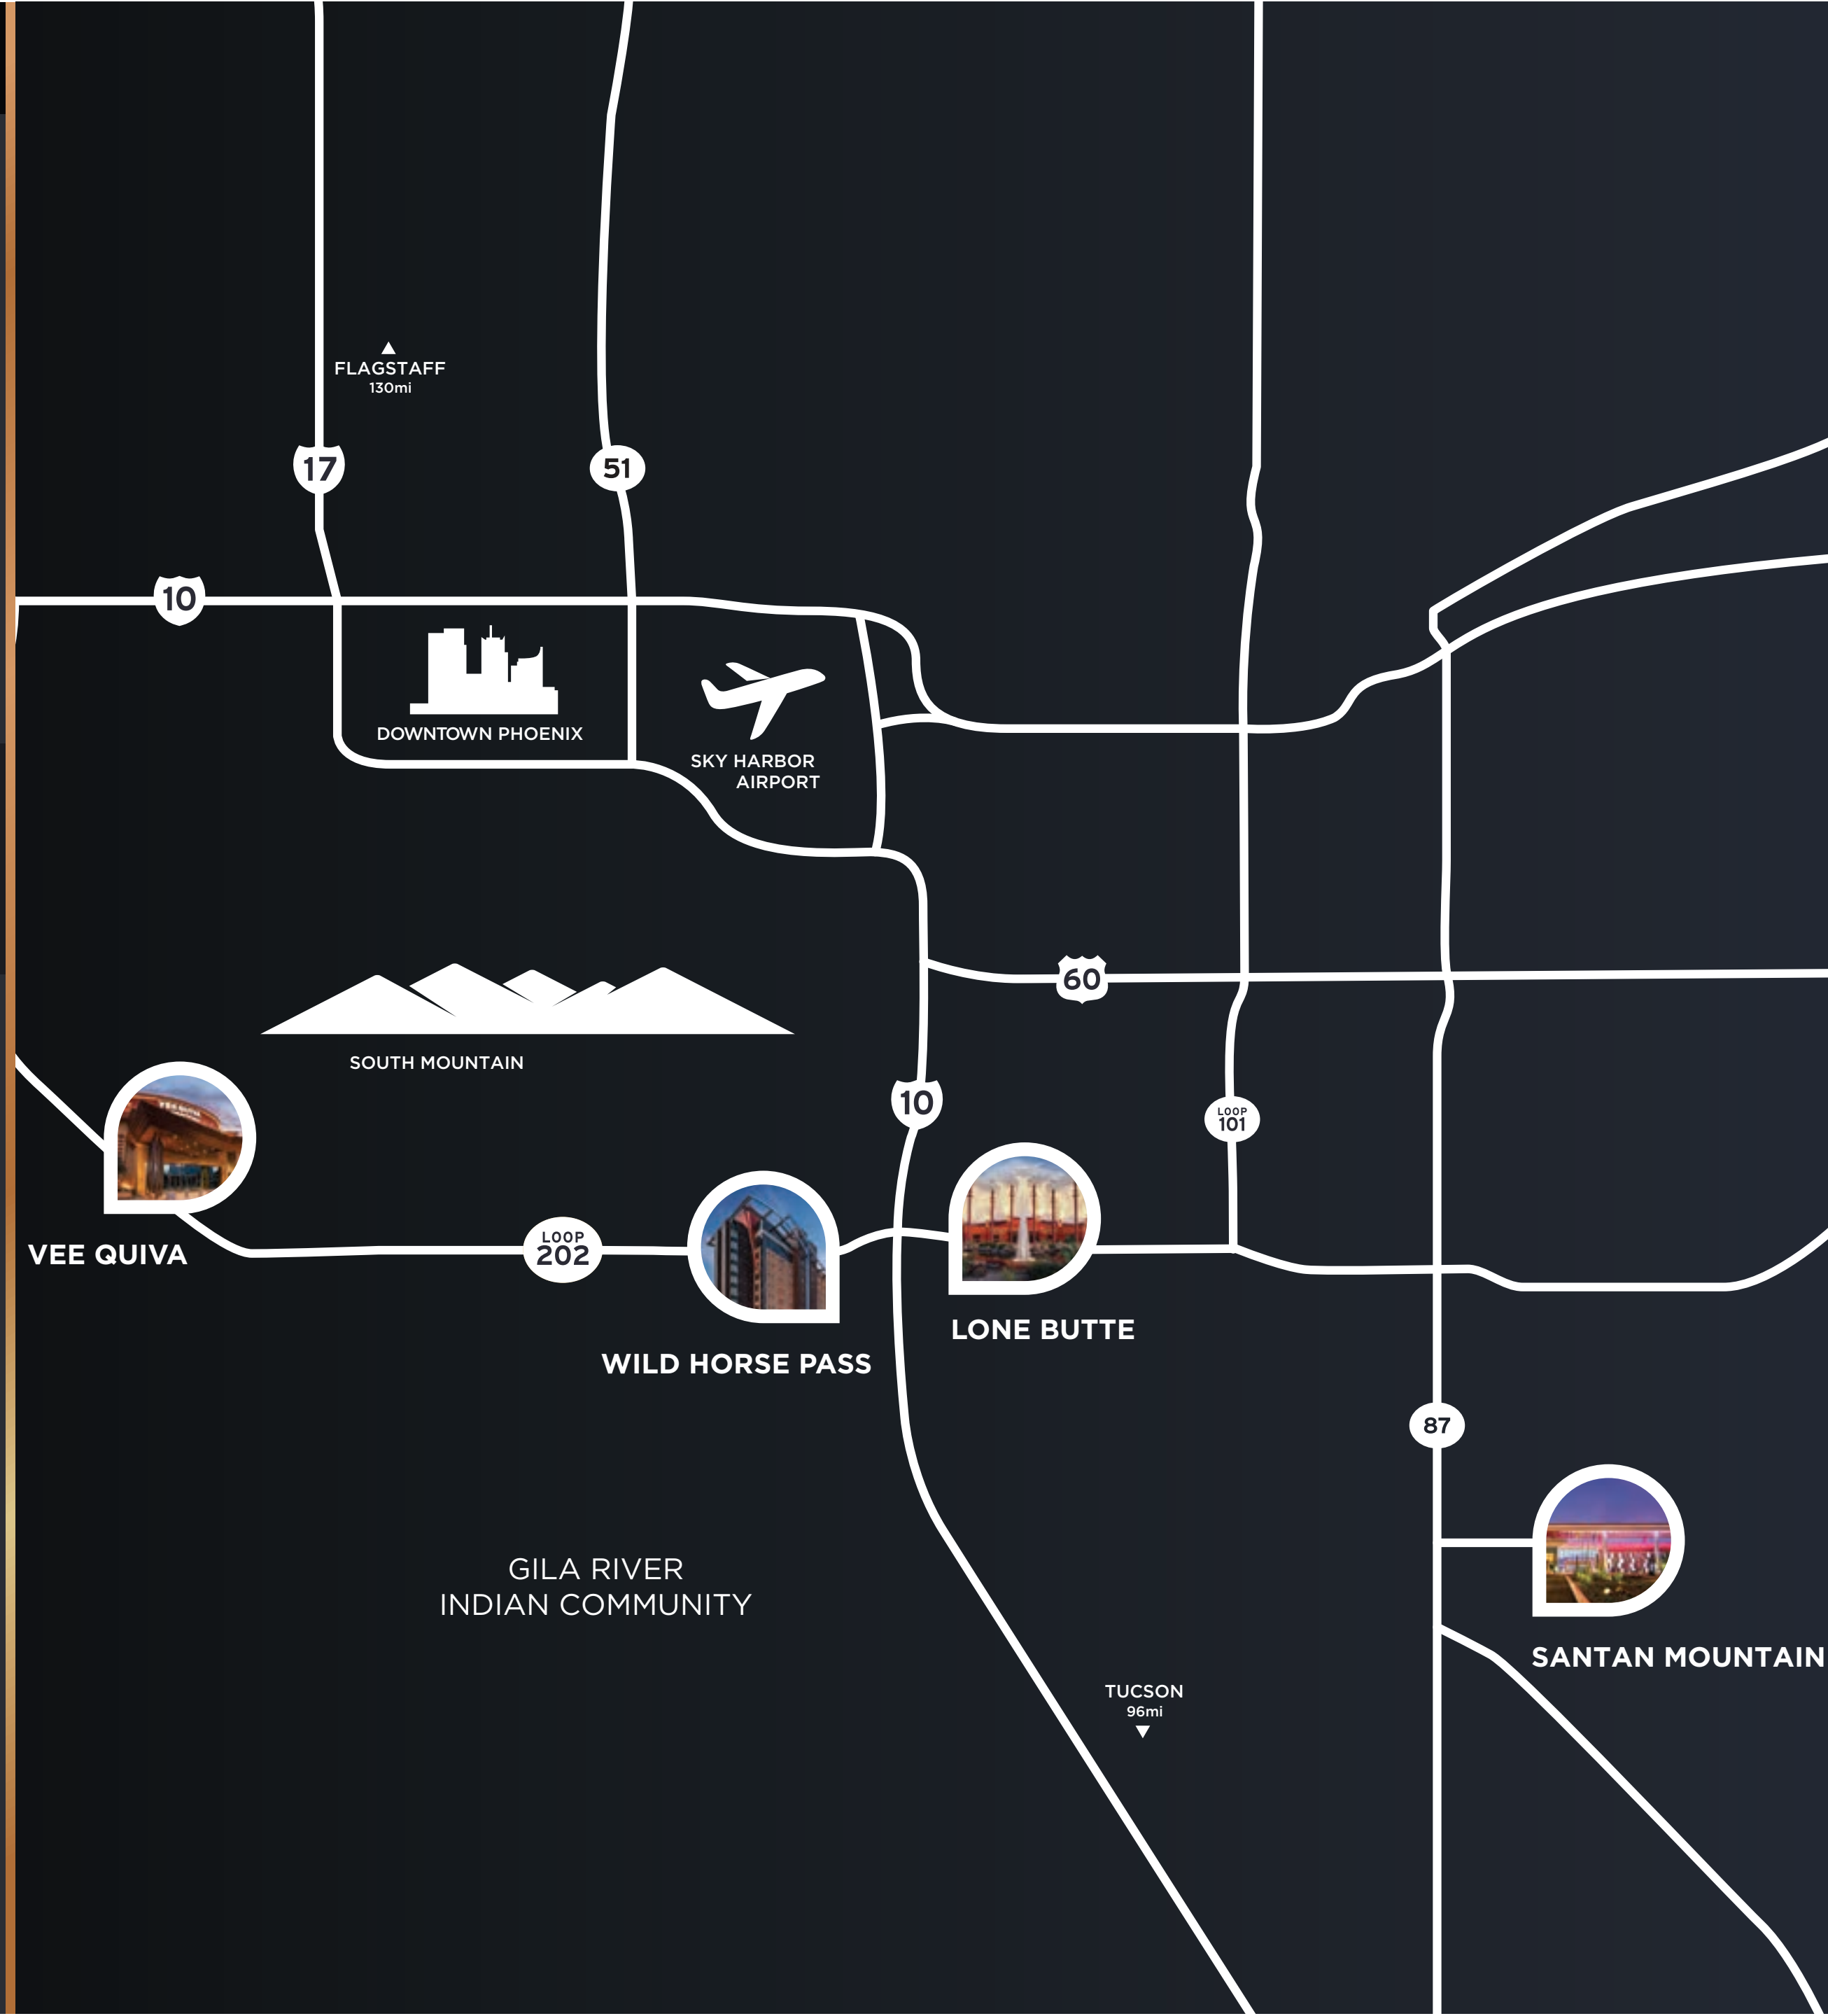 FLAGSTAFF
130mi
17
51
10
DOWNTOWN PHOENIX
SKY HARBOR
AIRPORT
60
SOUTH MOUNTAIN
10
LOOP
101
VEE QUIVA
LOOP
202
WILD HORSE PASS
LONE BUTTE
87
GILA RIVER
INDIAN COMMUNITY
SANTAN MOUNTAIN
TUCSON
96mi